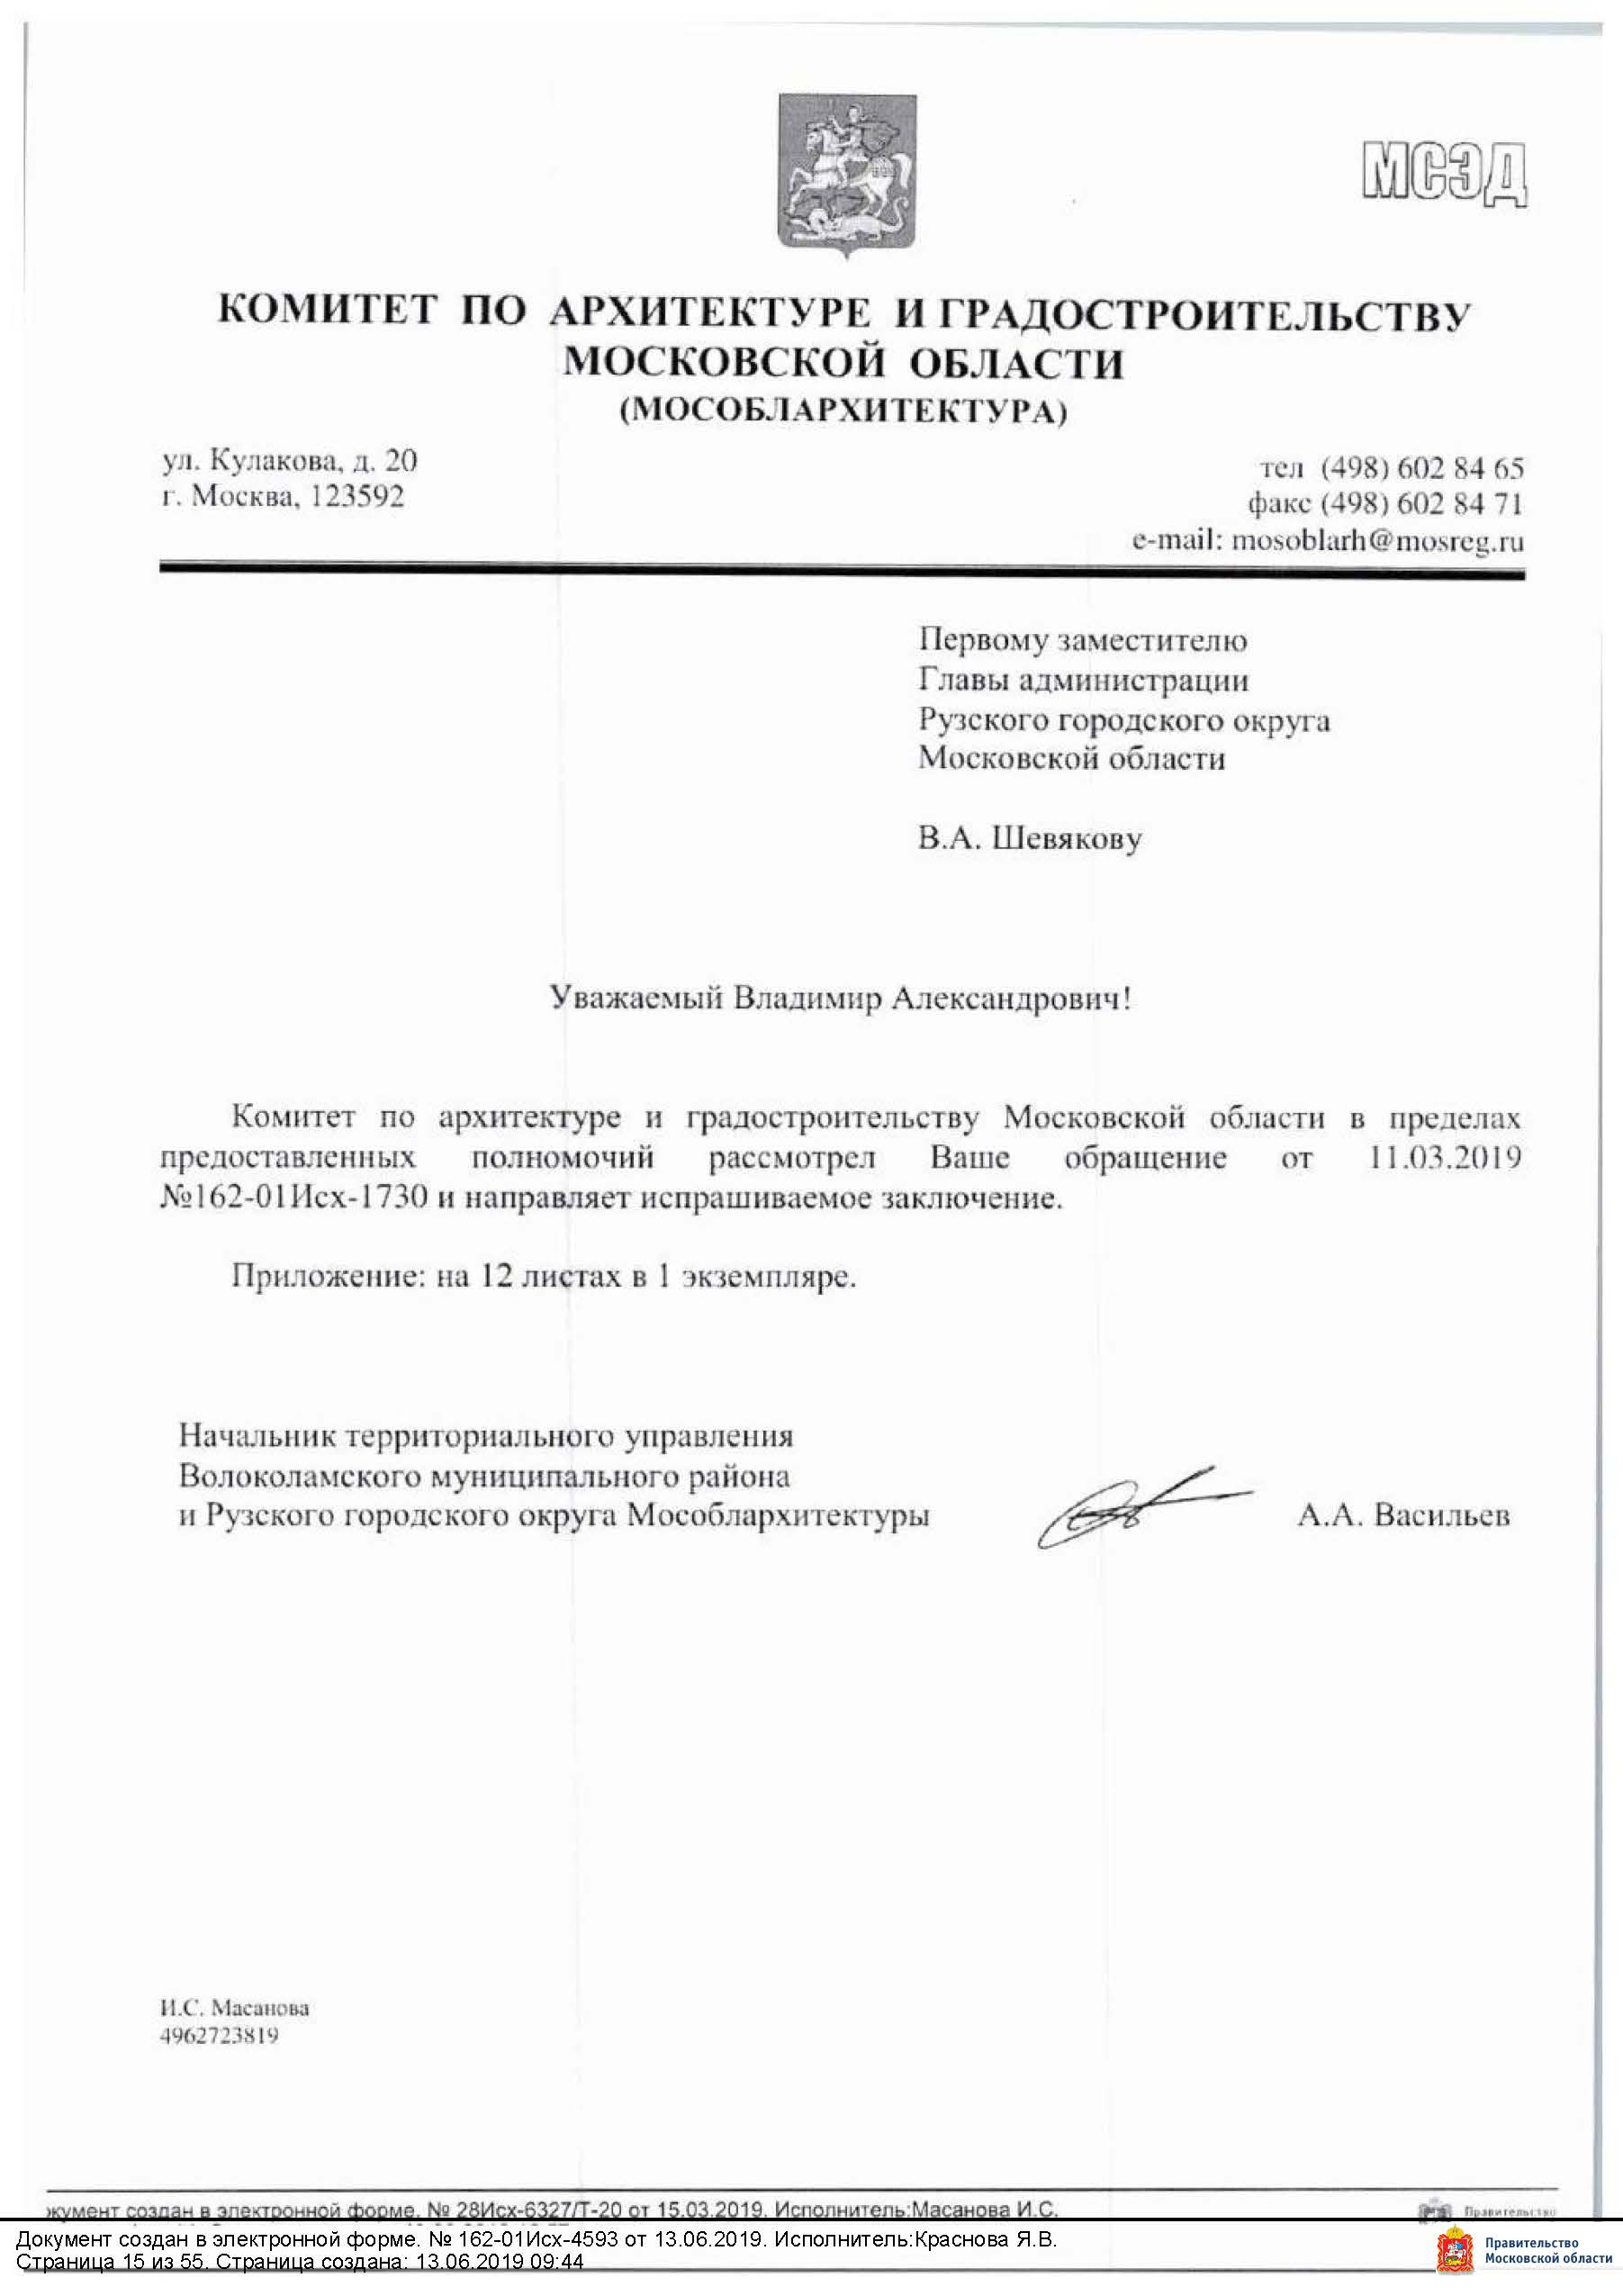 МСЭД
КОМИТЕТ ПО АРХИТЕКТУРЕ И ГРАДОСТРОИТЕЛЬСТВУ
МОСКОВСКОЙ ОБЛАСТИ
(МОСОБЛАРХИТЕКТУРА)
ул. Кулакова, д. 20
г. Москва, 123592
тел (498) 602 84 65
факс (498) 602 84 71
e-mail: mosoblarh@mosreg.ru
Первому заместителю
Главы администрации
Рузского городского округа
Московской области
В.А. Шевякову
Уважаемый Владимир Александрович!
Комитет по архитектуре и градостроительству Московской области в пределах
предоставленных полномочий рассмотрел Ваше обращение от 11.03.2019
№162-01Исх-1730 и направляет испрашиваемое заключение.
Приложение: на 12 листах в 1 экземпляре.
Начальник территориального управления
Волоколамского муниципального района
и Рузского городского округа Мособлархитектуры
А.А. Васильев
И.С. Масанова
4962723819
жумент создан в электронной форме. № 28Исх-6327/Т-20 от 15.03.2019. Исполнитель:Масанова И.С.
Правительство
Документ создан в электронной форме. № 162-01Исх-4593 от 13.06.2019. Исполнитель:Краснова Я.В.
Страница 15 из 55. Страница создана: 13.06.2019 09:44
Правительство
Московской области